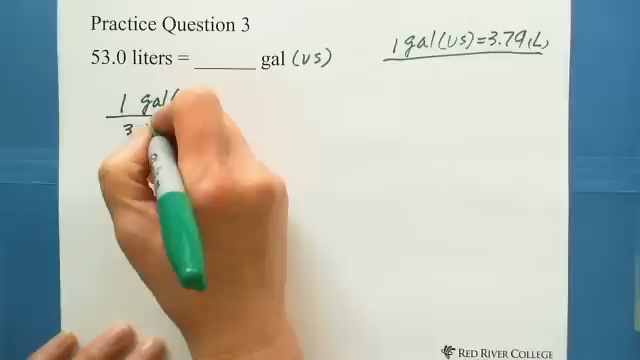 Practice Question 3
1 gal(US) = 3.79(L)
53.0 liters = ______ gal (US)
1 gal(
3
RED RIVER COLLEGE